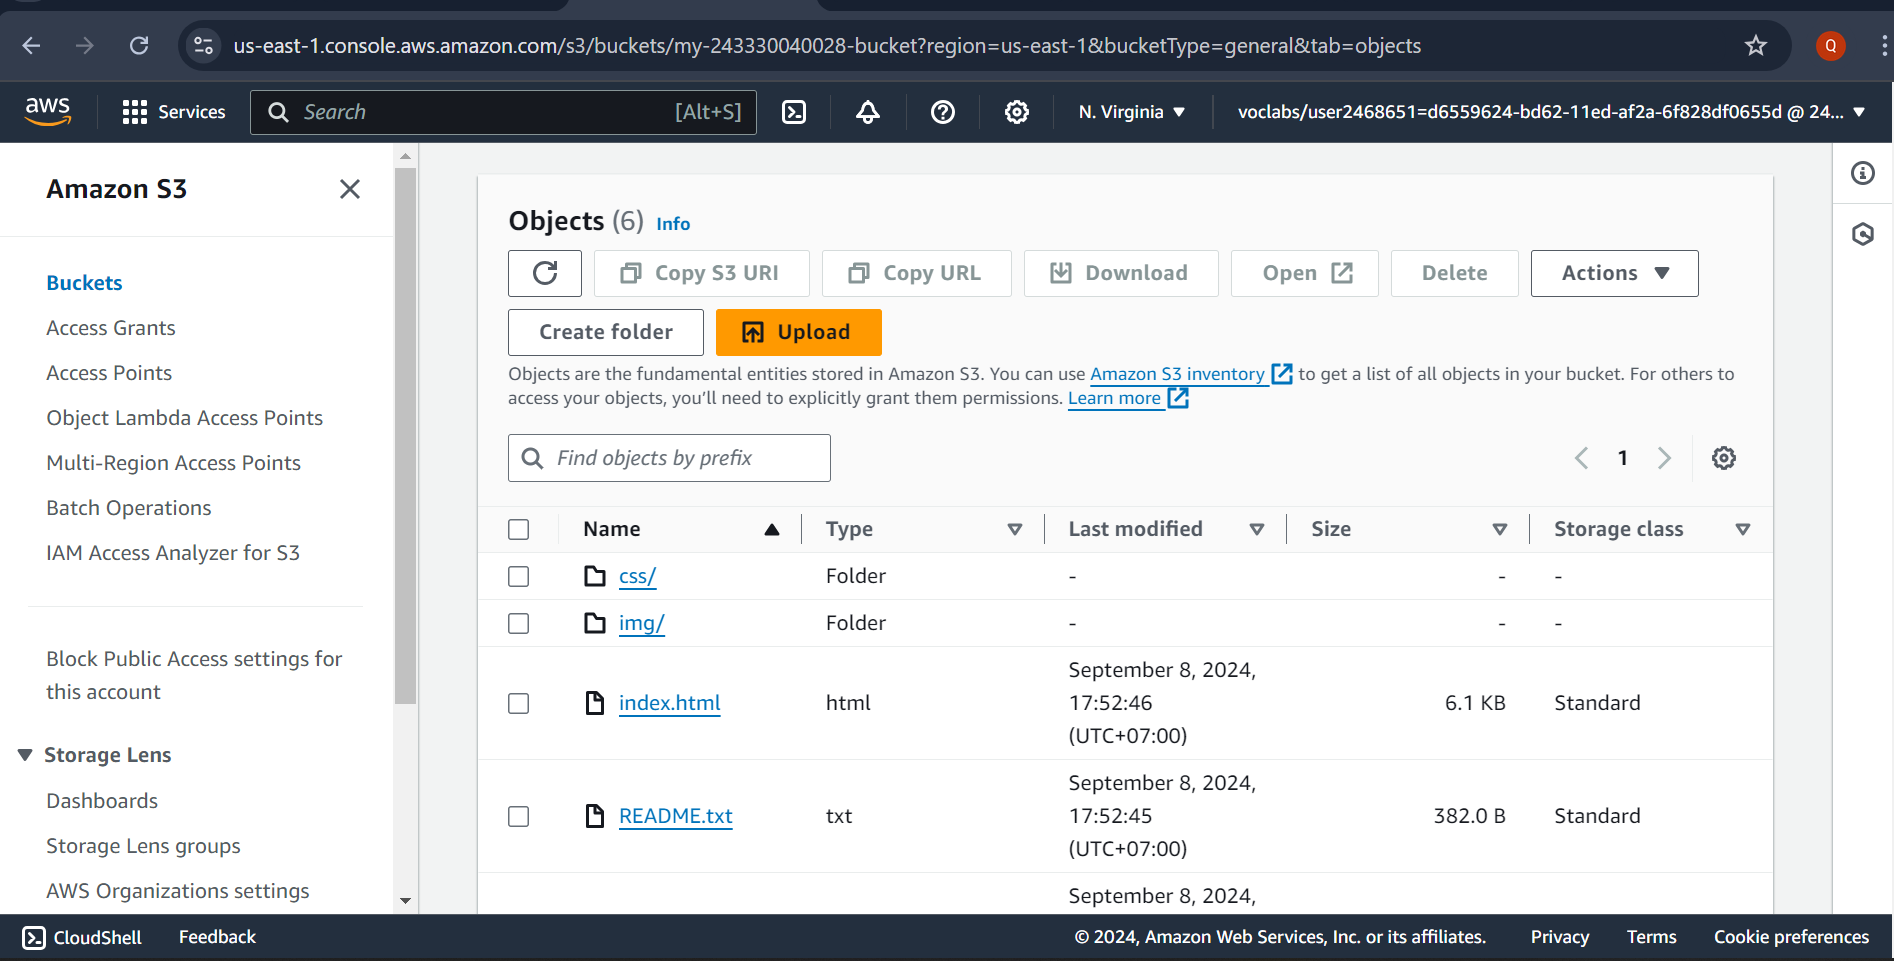 us-east-1.console.aws.amazon.com/s3/buckets/my-243330040028-bucket?region=us-east-1&bucketType=general&tab=objects
Q
aws
Services
Search
[Alt+S]
N. Virginia
voclabs/user2468651=d6559624-bd62-11ed-af2a-6f828df0655d @ 24...
Amazon S3
Buckets
Access Grants
Access Points
Object Lambda Access Points
Multi-Region Access Points
Batch Operations
IAM Access Analyzer for S3
Block Public Access settings for
this account
Storage Lens
Dashboards
Storage Lens groups
AWS Organizations settings
Objects (6) Info
Copy S3 URI
Copy URL
Download
Open
Delete
Actions
Create folder
Upload
Objects are the fundamental entities stored in Amazon S3. You can use Amazon S3 inventory to get a list of all objects in your bucket. For others to
access your objects, you’ll need to explicitly grant them permissions. Learn more
Find objects by prefix
1
Name Type Last modified Size Storage class
css/ Folder - - -
img/ Folder - - -
September 8, 2024,
index.html html 17:52:46 6.1 KB Standard
(UTC+07:00)
September 8, 2024,
README.txt txt 17:52:45 382.0 B Standard
(UTC+07:00)
September 8, 2024,
CloudShell Feedback
© 2024, Amazon Web Services, Inc. or its affiliates. Privacy Terms Cookie preferences